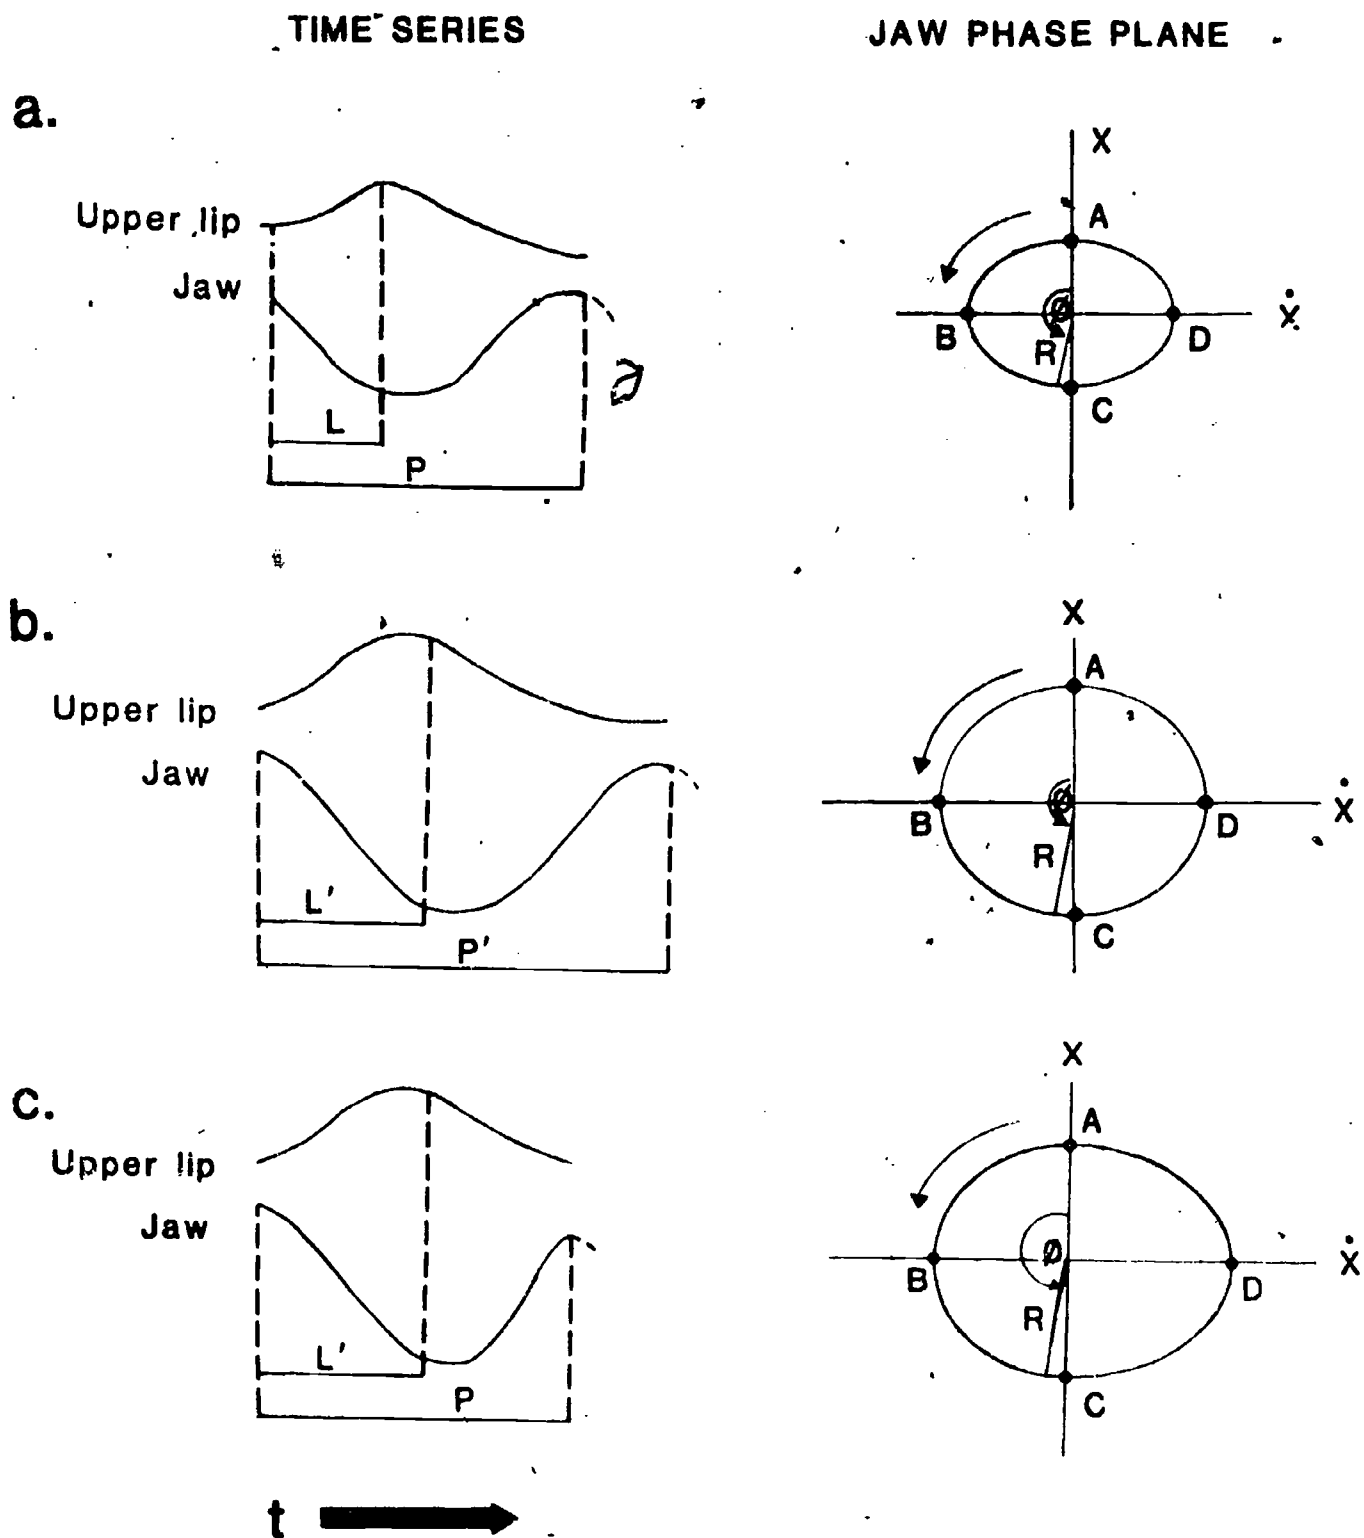 TIME SERIES
JAW PHASE PLANE
a.
Upper lip
Jaw
L
P
X
A
Ø
B
R
D
Ẋ
C
b.
Upper lip
Jaw
L'
P'
X
A
Ø
B
R
D
Ẋ
C
c.
Upper lip
Jaw
L'
P
X
A
Ø
B
R
D
Ẋ
C
t